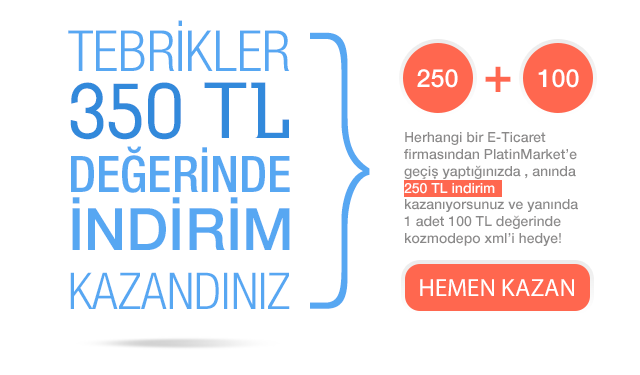 TEBRİKLER
350 TL
DEĞERİNDE
İNDİRİM
KAZANDINIZ
250 + 100
Herhangi bir E-Ticaret
firmasından PlatinMarket'e
geçiş yaptığınızda , anında
250 TL indirim
kazanıyorsunuz ve yanında
1 adet 100 TL değerinde
kozmodepo xml'i hediye!
HEMEN KAZAN